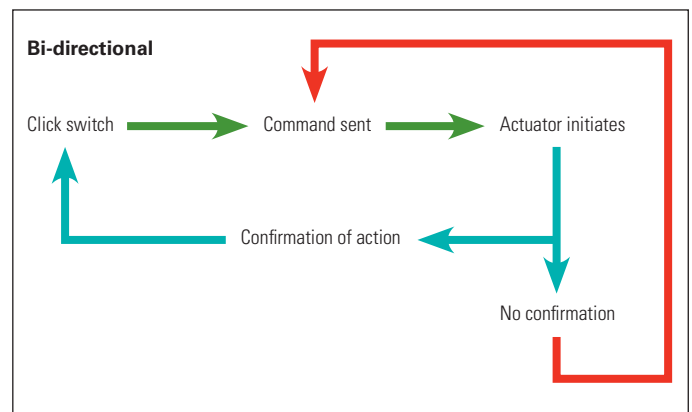 Bi-directional
Click switch
Command sent
Actuator initiates
Confirmation of action
No confirmation